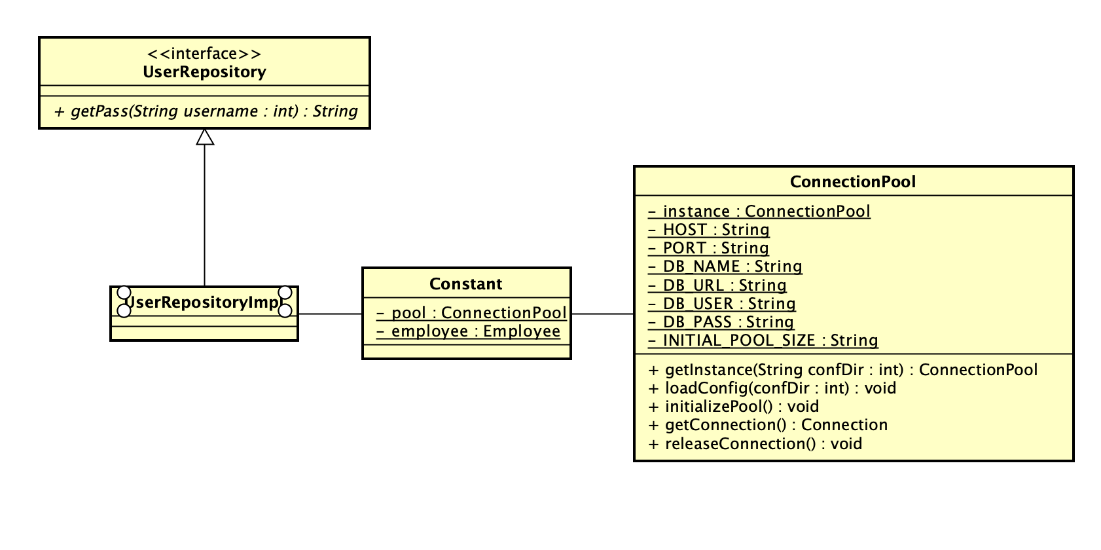 <<interface>>
UserRepository
+ getPass(String username : int) : String
UserRepositoryImpl
Constant
- pool : ConnectionPool
- employee : Employee
ConnectionPool
- instance : ConnectionPool
- HOST : String
- PORT : String
- DB_NAME : String
- DB_URL : String
- DB_USER : String
- DB_PASS : String
- INITIAL_POOL_SIZE : String
+ getInstance(String confDir : int) : ConnectionPool
+ loadConfig(confDir : int) : void
+ initializePool() : void
+ getConnection() : Connection
+ releaseConnection() : void